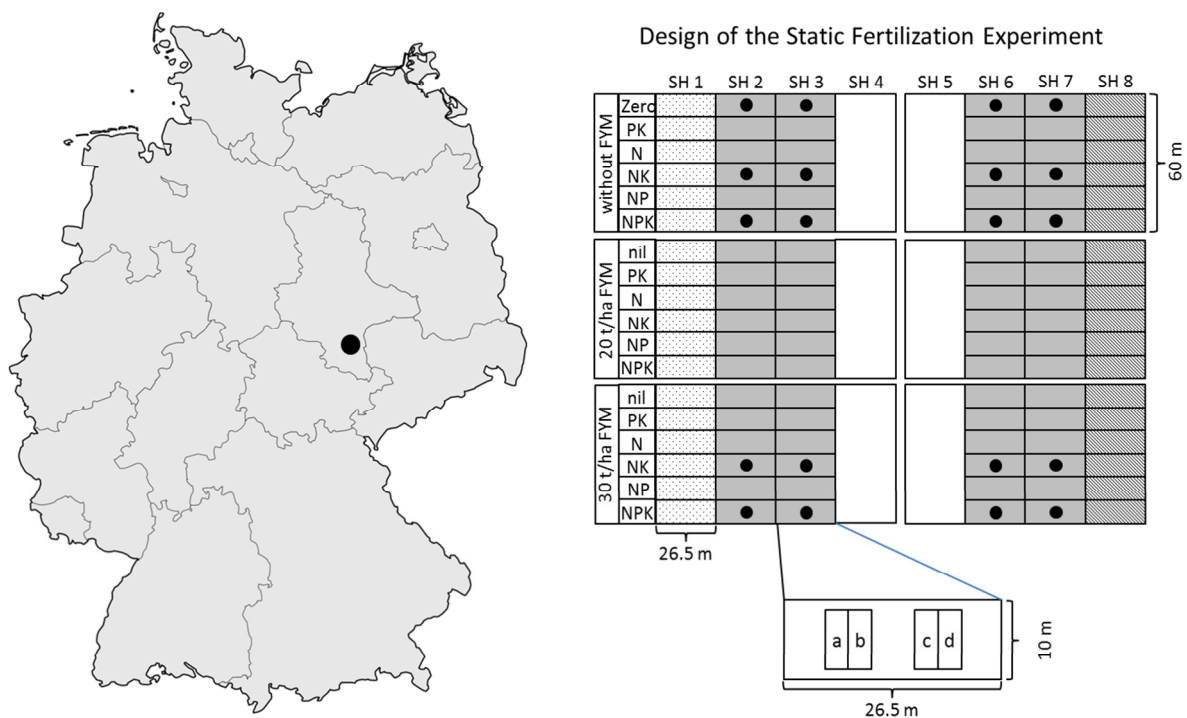 Design of the Static Fertilization Experiment
SH 1 SH 2 SH 3 SH 4 SH 5 SH 6 SH 7 SH 8
without FYM
Zero
PK
N
NK
NP
NPK
60 m
20 t/ha FYM
nil
PK
N
NK
NP
NPK
30 t/ha FYM
nil
PK
N
NK
NP
NPK
26.5 m
a b c d
10 m
26.5 m